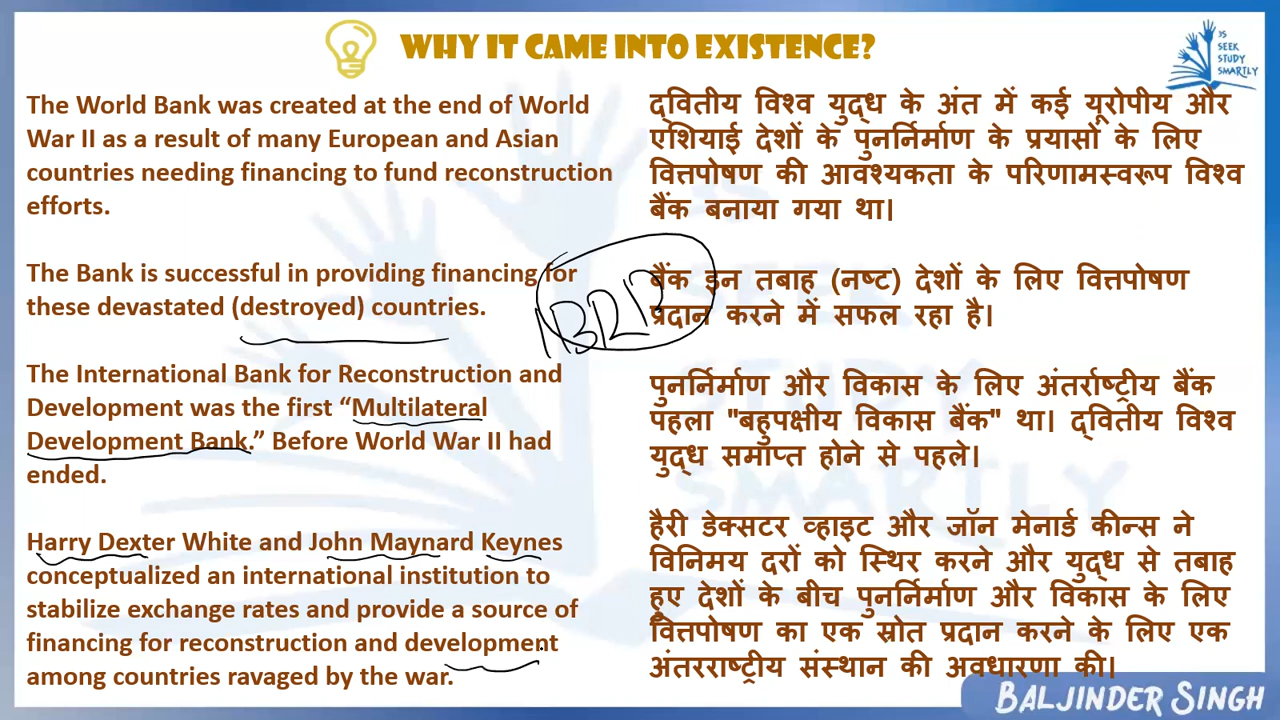 WHY IT CAME INTO EXISTENCE?
JS
SEEK
STUDY
SMARTLY
The World Bank was created at the end of World
War II as a result of many European and Asian
countries needing financing to fund reconstruction
efforts.
The Bank is successful in providing financing for
these devastated (destroyed) countries.
The International Bank for Reconstruction and
Development was the first “Multilateral
Development Bank.” Before World War II had
ended.
Harry Dexter White and John Maynard Keynes
conceptualized an international institution to
stabilize exchange rates and provide a source of
financing for reconstruction and development
among countries ravaged by the war.
IBRD
द्वितीय विश्व युद्ध के अंत में कई यूरोपीय और
एशियाई देशों के पुनर्निर्माण के प्रयासों के लिए
वित्तपोषण की आवश्यकता के परिणामस्वरूप विश्व
बैंक बनाया गया था।
बैंक इन तबाह (नष्ट) देशों के लिए वित्तपोषण
प्रदान करने में सफल रहा है।
पुनर्निर्माण और विकास के लिए अंतर्राष्ट्रीय बैंक
पहला "बहुपक्षीय विकास बैंक" था। द्वितीय विश्व
युद्ध समाप्त होने से पहले।
हैरी डेक्सटर व्हाइट और जॉन मेनार्ड कीन्स ने
विनिमय दरों को स्थिर करने और युद्ध से तबाह
हुए देशों के बीच पुनर्निर्माण और विकास के लिए
वित्तपोषण का एक स्रोत प्रदान करने के लिए एक
अंतरराष्ट्रीय संस्थान की अवधारणा की।
JS
SEEK
STUDY
SMARTLY
BALJINDER SINGH